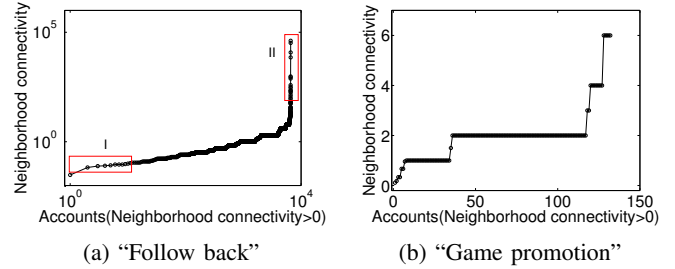 Neighborhood connectivity
10^5
10^0
I
II
10^0
10^4
Accounts(Neighborhood connectivity>0)
(a) “Follow back”
Neighborhood connectivity
6
4
2
0
0
50
100
150
Accounts(Neighborhood connectivity>0)
(b) “Game promotion”